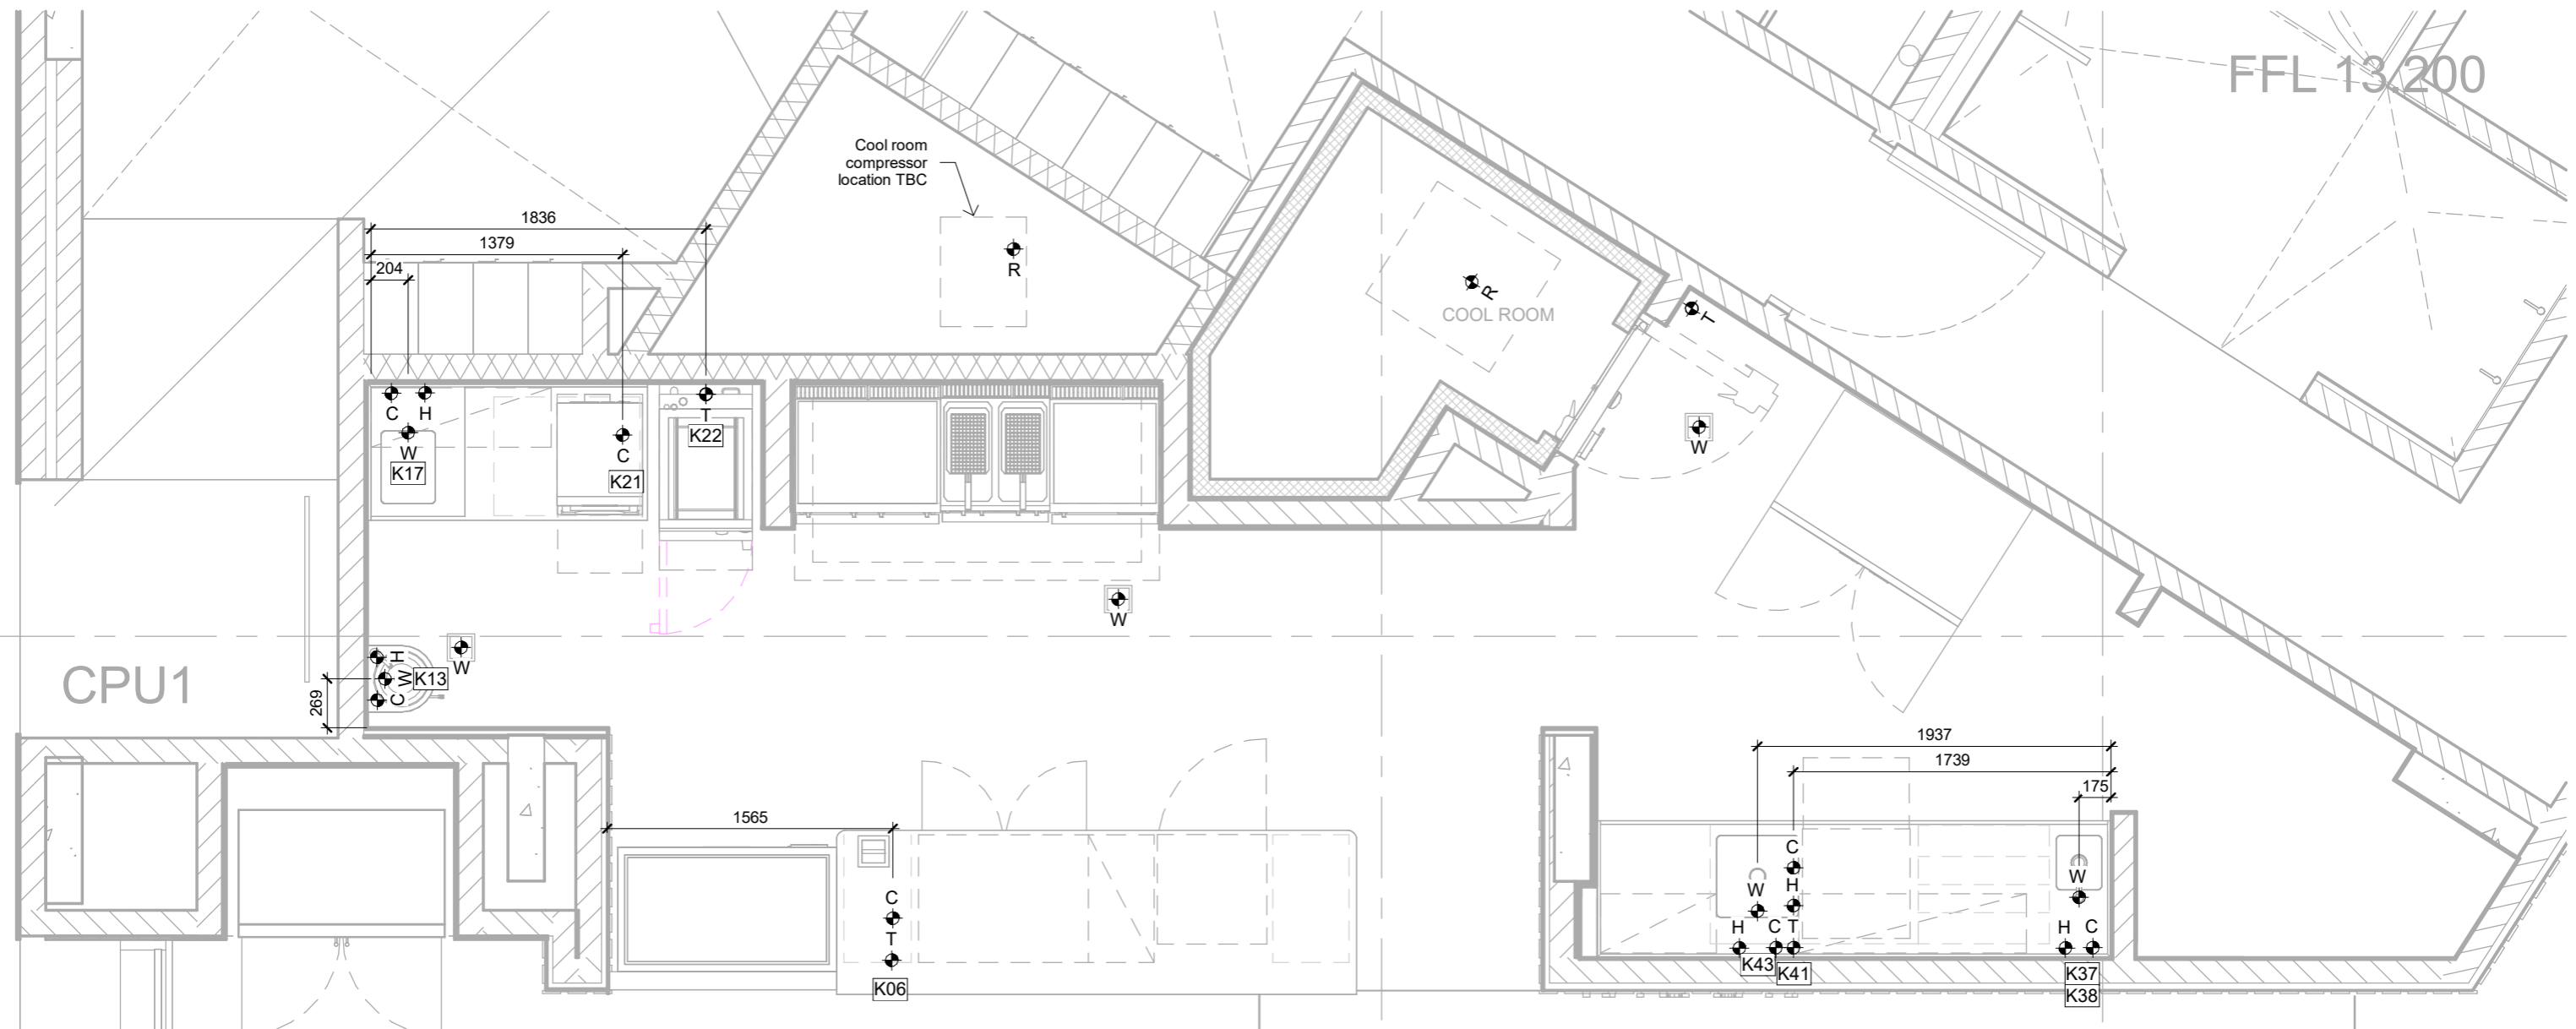 FFL 13.200
Cool room
compressor
location TBC
1836
1379
204
R
R
COOL ROOM
T
C
H
W
K17
C
K21
T
K22
W
W
H
W
C
K13
W
269
CPU1
1565
C
T
K06
1937
1739
175
C
W
H
H
C
T
K43
K41
W
H
C
K37
K38